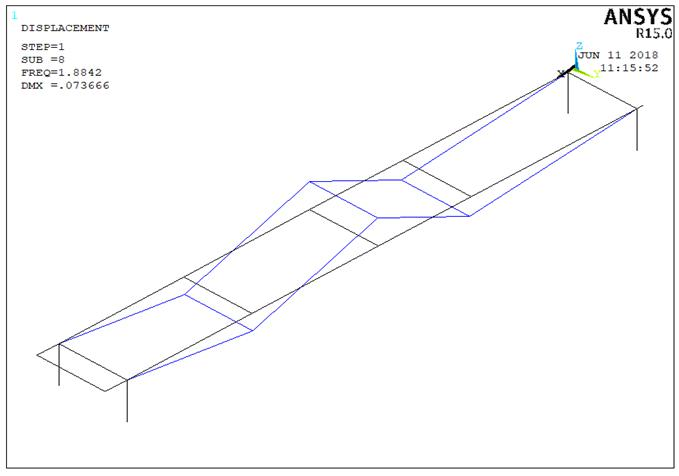 1
DISPLACEMENT
STEP=1
SUB =8
FREQ=1.8842
DMX =.073666
ANSYS
R15.0
JUN 11 2018
11:15:52
Z
X
Y